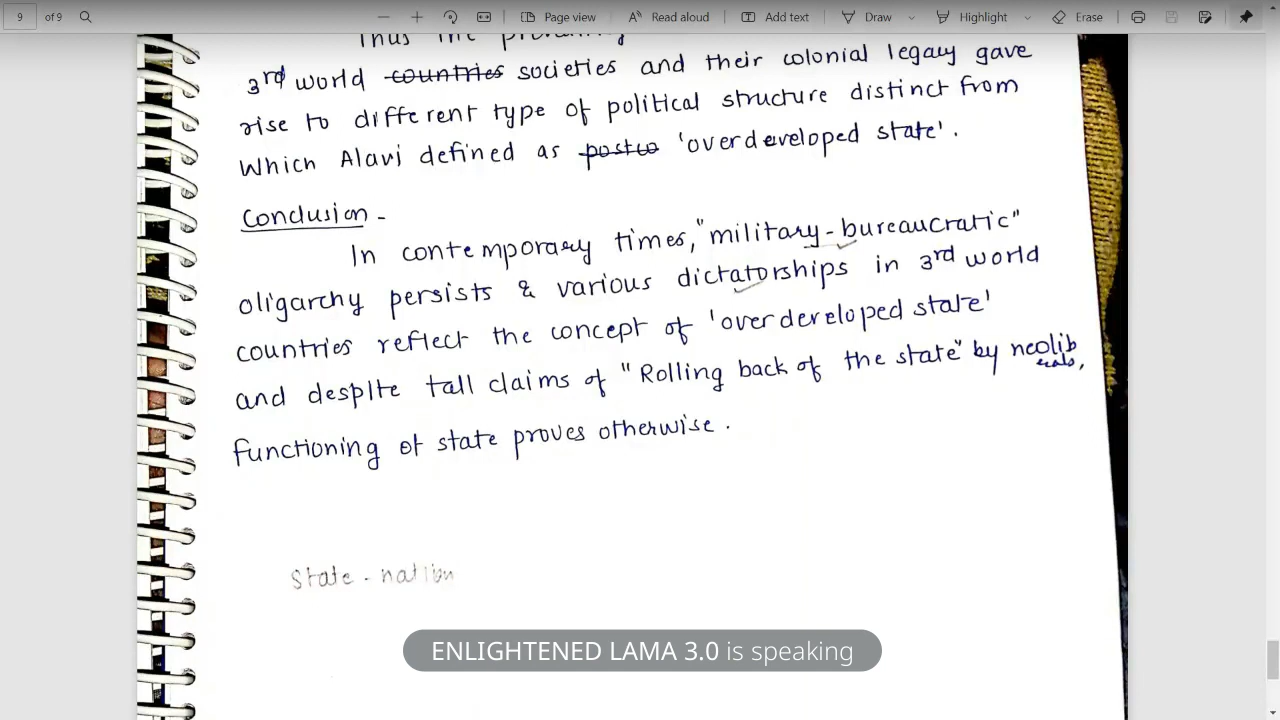 9 of 9 Page view Read aloud Add text Draw Highlight Erase
Thus the
3rd world countries societies and their colonial legacy gave
rise to different type of political structure distinct from
Which Alavi defined as postco 'overdeveloped state'.
Conclusion -
In contemporary times, "military-bureaucratic"
oligarchy persists & various dictatorships in 3rd world
countries reflect the concept of 'overdeveloped state'
and despite tall claims of "Rolling back of the state" by neolib
erals,
functioning of state proves otherwise.
State - nation
ENLIGHTENED LAMA 3.0 is speaking